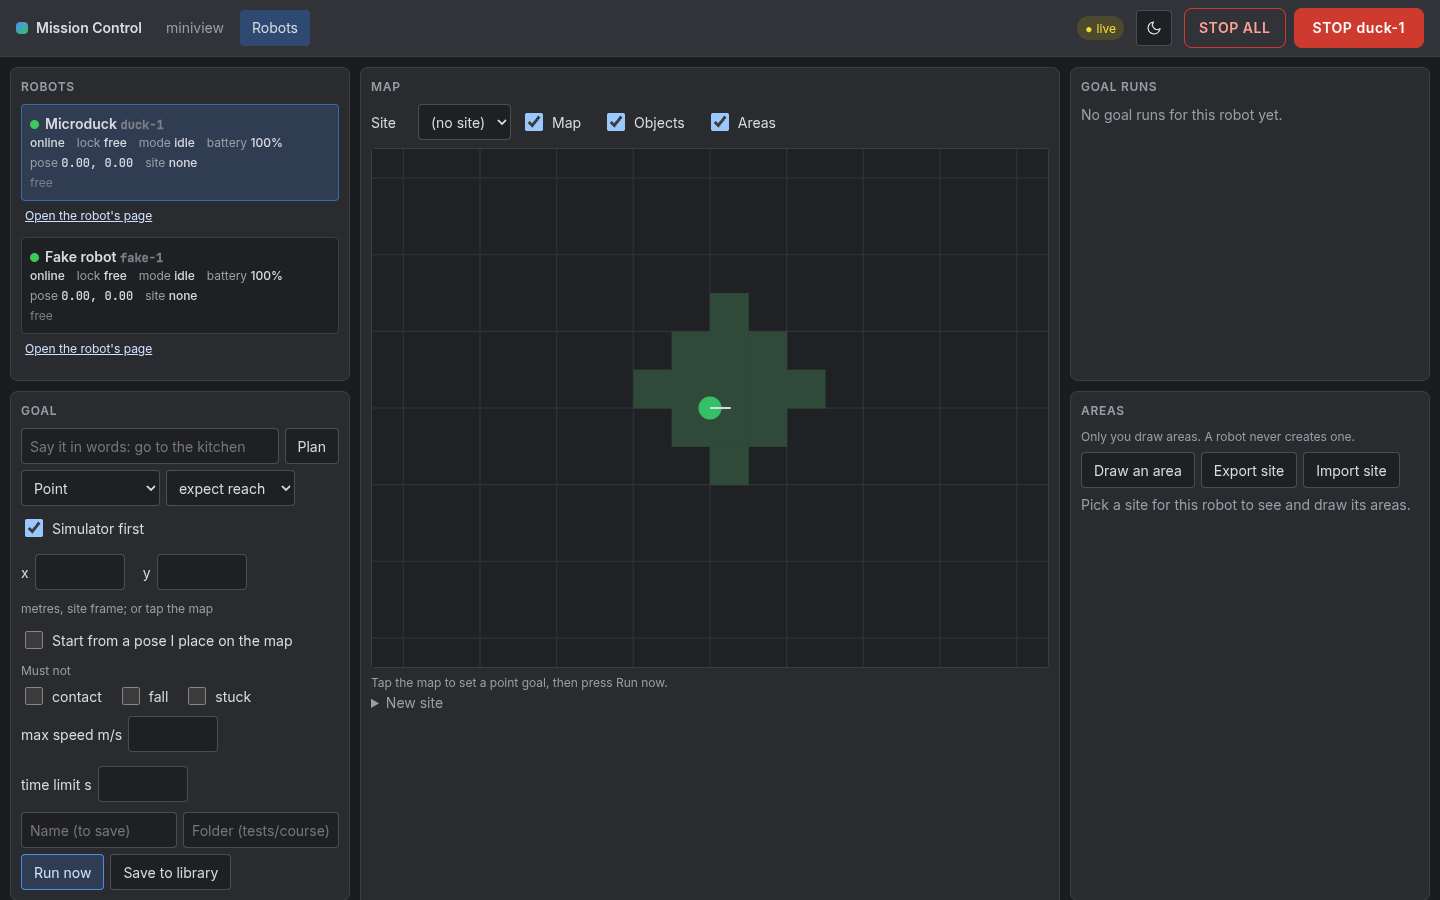 Mission Control miniview Robots ● live STOP ALL STOP duck-1
ROBOTS
Microduck duck-1
online lock free mode idle battery 100%
pose 0.00, 0.00 site none
free
Open the robot's page
Fake robot fake-1
online lock free mode idle battery 100%
pose 0.00, 0.00 site none
free
Open the robot's page
GOAL
Say it in words: go to the kitchen Plan
Point expect reach
Simulator first
x y
metres, site frame; or tap the map
Start from a pose I place on the map
Must not
contact fall stuck
max speed m/s
time limit s
Name (to save) Folder (tests/course)
Run now Save to library
MAP
Site (no site) Map Objects Areas
Tap the map to set a point goal, then press Run now.
▶ New site
GOAL RUNS
No goal runs for this robot yet.
AREAS
Only you draw areas. A robot never creates one.
Draw an area Export site Import site
Pick a site for this robot to see and draw its areas.